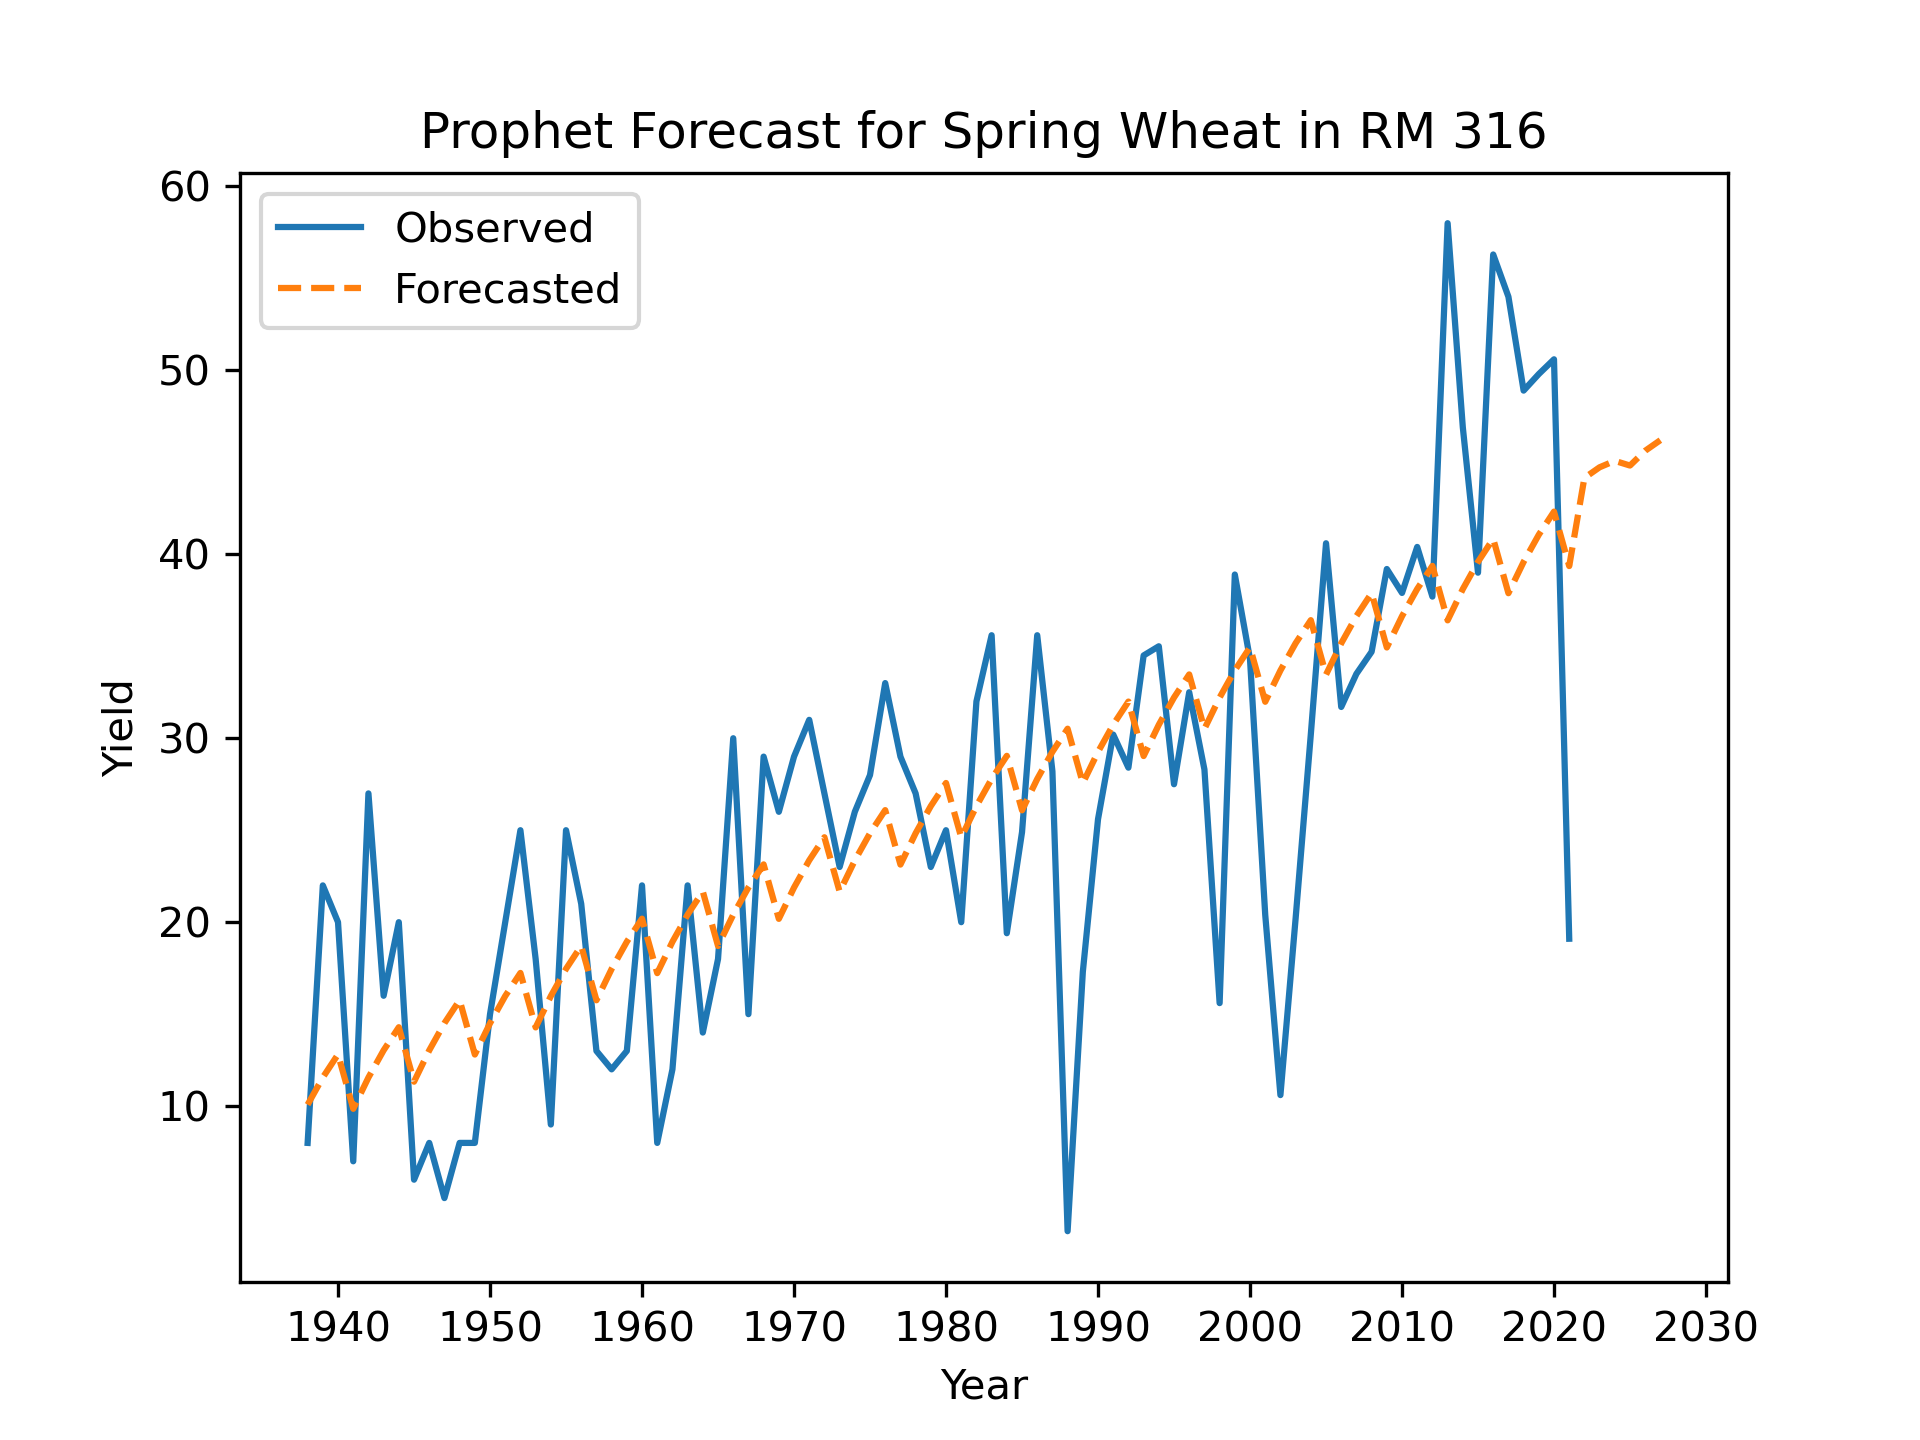 Prophet Forecast for Spring Wheat in RM 316
60
50
40
30
20
10
Yield
Observed
Forecasted
1940 1950 1960 1970 1980 1990 2000 2010 2020 2030
Year